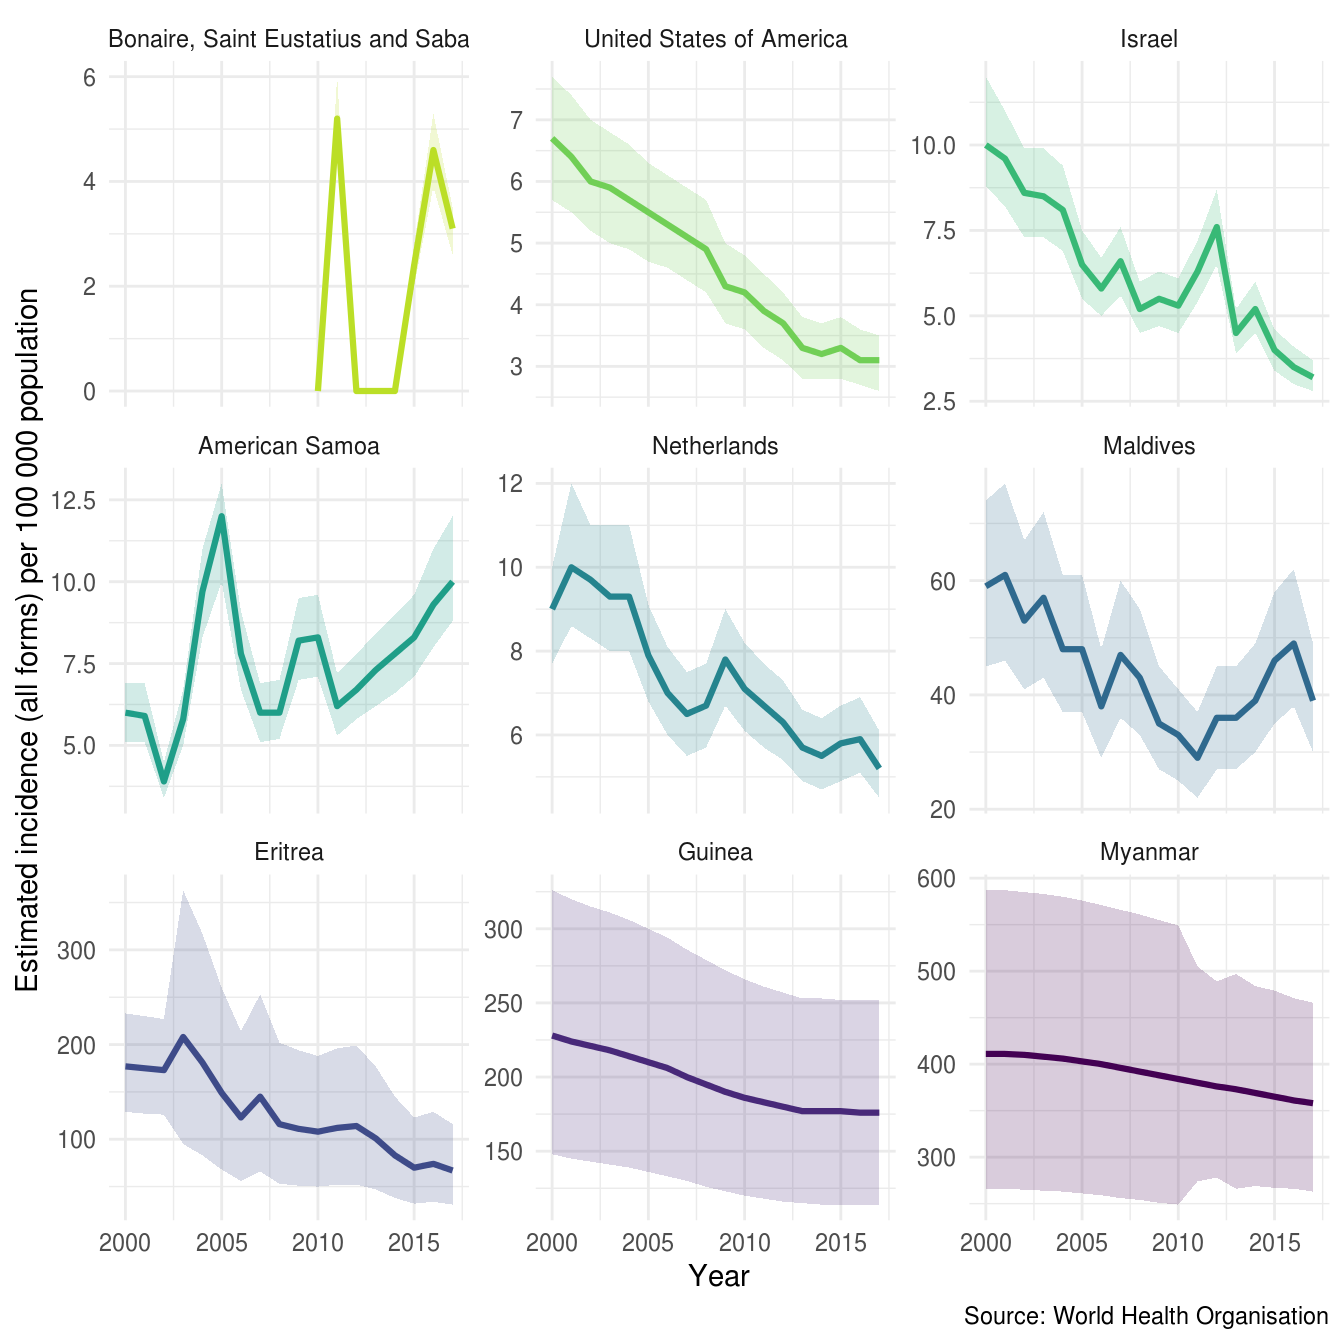 Bonaire, Saint Eustatius and Saba
United States of America
Israel
6
4
2
0
7
6
5
4
3
10.0
7.5
5.0
2.5
Estimated incidence (all forms) per 100 000 population
American Samoa
Netherlands
Maldives
12.5
10.0
7.5
5.0
12
10
8
6
60
40
20
Eritrea
Guinea
Myanmar
300
200
100
300
250
200
150
600
500
400
300
2000 2005 2010 2015
2000 2005 2010 2015
2000 2005 2010 2015
Year
Source: World Health Organisation